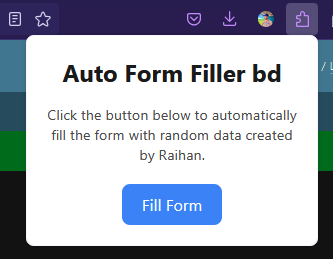 Auto Form Filler bd
Click the button below to automatically
fill the form with random data created
by Raihan.
Fill Form